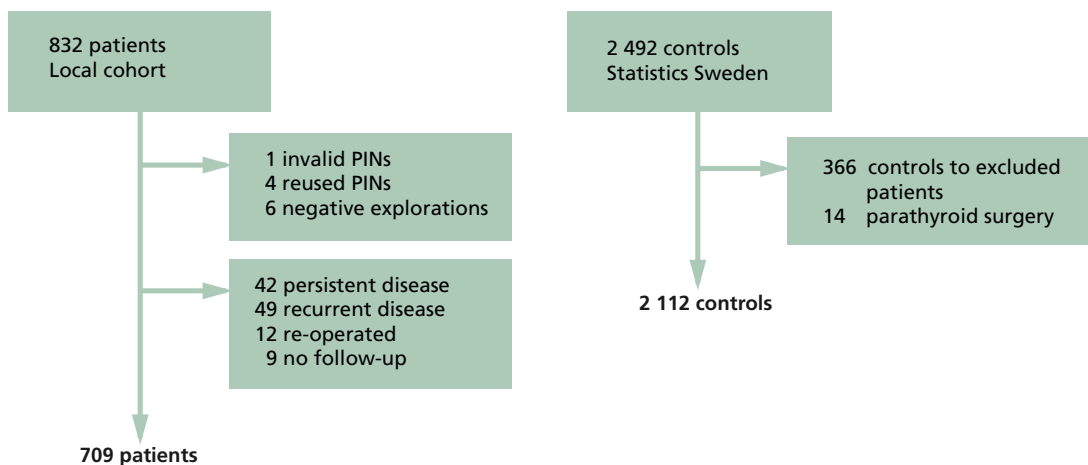 832 patients
Local cohort
1 invalid PINs
4 reused PINs
6 negative explorations
42 persistent disease
49 recurrent disease
12 re-operated
9 no follow-up
709 patients
2 492 controls
Statistics Sweden
366 controls to excluded
patients
14 parathyroid surgery
2 112 controls